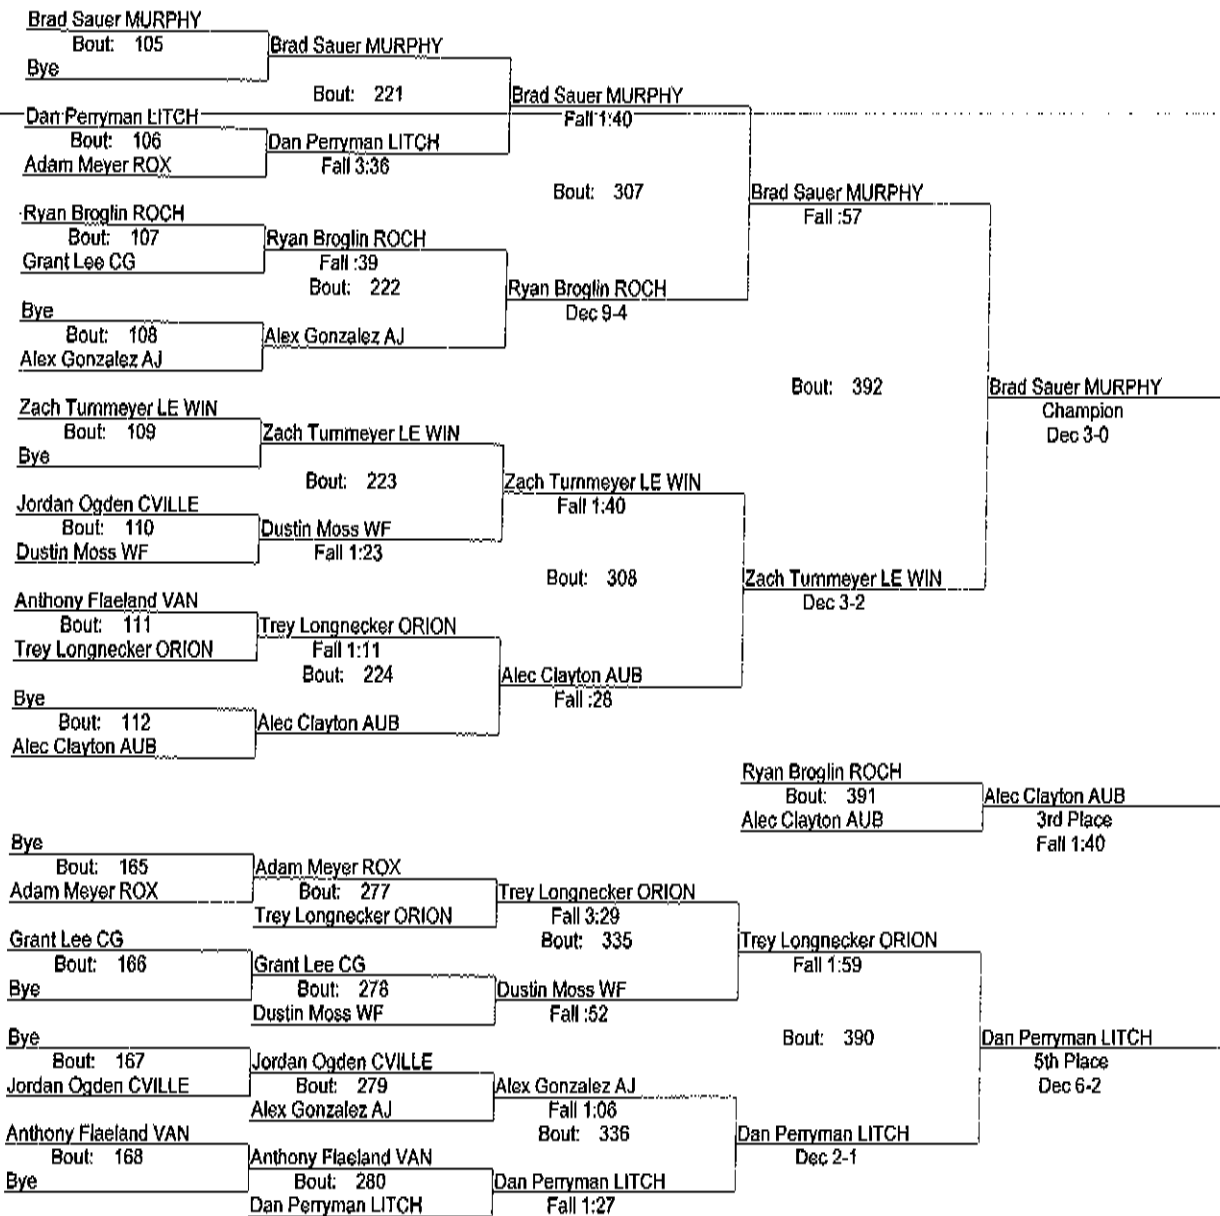 Brad Sauer MURPHY
Bout: 105
Bye
Brad Sauer MURPHY
Bout: 221
Dan Perryman LITCH
Bout: 106
Adam Meyer ROX
Dan Perryman LITCH
Fall 3:36
Brad Sauer MURPHY
Fall 1:40
Bout: 307
Ryan Broglin ROCH
Bout: 107
Grant Lee CG
Ryan Broglin ROCH
Fall :39
Bout: 222
Bye
Bout: 108
Alex Gonzalez AJ
Alex Gonzalez AJ
Ryan Broglin ROCH
Dec 9-4
Brad Sauer MURPHY
Fall :57
Bout: 392
Zach Turnmeyer LE WIN
Bout: 109
Bye
Zach Turnmeyer LE WIN
Bout: 223
Jordan Ogden CVILLE
Bout: 110
Dustin Moss WF
Dustin Moss WF
Fall 1:23
Zach Turnmeyer LE WIN
Fall 1:40
Bout: 308
Anthony Flaeland VAN
Bout: 111
Trey Longnecker ORION
Trey Longnecker ORION
Fall 1:11
Bout: 224
Bye
Bout: 112
Alec Clayton AUB
Alec Clayton AUB
Alec Clayton AUB
Fall :28
Zach Turnmeyer LE WIN
Dec 3-2
Brad Sauer MURPHY
Champion
Dec 3-0
Ryan Broglin ROCH
Bout: 391
Alec Clayton AUB
Alec Clayton AUB
3rd Place
Fall 1:40
Bye
Bout: 165
Adam Meyer ROX
Adam Meyer ROX
Bout: 277
Trey Longnecker ORION
Trey Longnecker ORION
Fall 3:29
Bout: 335
Grant Lee CG
Bout: 166
Bye
Grant Lee CG
Bout: 278
Dustin Moss WF
Dustin Moss WF
Fall :52
Trey Longnecker ORION
Fall 1:59
Bout: 390
Bye
Bout: 167
Jordan Ogden CVILLE
Jordan Ogden CVILLE
Bout: 279
Alex Gonzalez AJ
Alex Gonzalez AJ
Fall 1:06
Bout: 336
Anthony Flaeland VAN
Bout: 168
Bye
Anthony Flaeland VAN
Bout: 280
Dan Perryman LITCH
Dan Perryman LITCH
Fall 1:27
Dan Perryman LITCH
Dec 2-1
Dan Perryman LITCH
5th Place
Dec 6-2